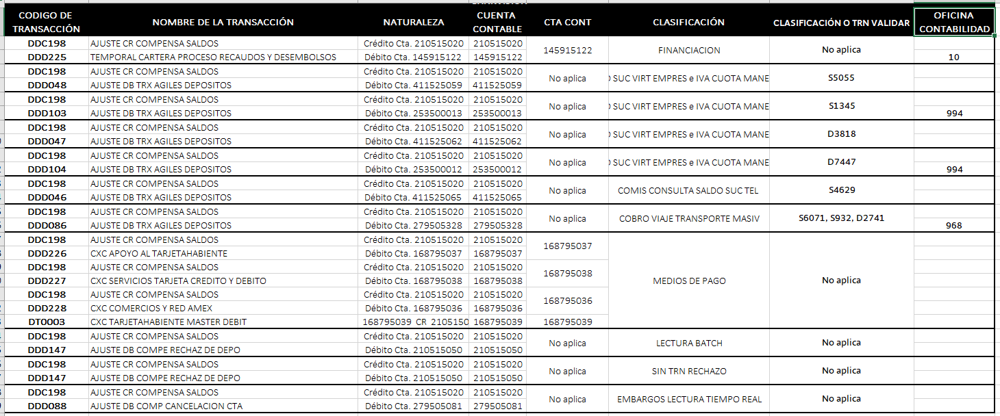 CODIGO DE TRANSACCIÓN NOMBRE DE LA TRANSACCIÓN NATURALEZA CUENTA CONTABLE CTA CONT CLASIFICACIÓN CLASIFICACIÓN O TRN VALIDAR OFICINA CONTABILIDAD
DDC198 AJUSTE CR COMPENSA SALDOS Crédito Cta. 210515020 210515020 145915122 FINANCIACION No aplica
DDD225 TEMPORAL CARTERA PROCESO RECAUDOS Y DESEMBOLSOS Débito Cta. 145915122 145915122 10
DDC198 AJUSTE CR COMPENSA SALDOS Crédito Cta. 210515020 210515020 No aplica SUC VIRT EMPRES e IVA CUOTA MANE S5055
DDD048 AJUSTE DB TRX AGILES DEPOSITOS Débito Cta. 411525059 411525059
DDC198 AJUSTE CR COMPENSA SALDOS Crédito Cta. 210515020 210515020 No aplica SUC VIRT EMPRES e IVA CUOTA MANE S1345
DDD103 AJUSTE DB TRX AGILES DEPOSITOS Débito Cta. 253500013 253500013 994
DDC198 AJUSTE CR COMPENSA SALDOS Crédito Cta. 210515020 210515020 No aplica SUC VIRT EMPRES e IVA CUOTA MANE D3818
DDD047 AJUSTE DB TRX AGILES DEPOSITOS Débito Cta. 411525062 411525062
DDC198 AJUSTE CR COMPENSA SALDOS Crédito Cta. 210515020 210515020 No aplica SUC VIRT EMPRES e IVA CUOTA MANE D7447
DDD104 AJUSTE DB TRX AGILES DEPOSITOS Débito Cta. 253500012 253500012 994
DDC198 AJUSTE CR COMPENSA SALDOS Crédito Cta. 210515020 210515020 No aplica COMIS CONSULTA SALDO SUC TEL S4629
DDD046 AJUSTE DB TRX AGILES DEPOSITOS Débito Cta. 411525065 411525065
DDC198 AJUSTE CR COMPENSA SALDOS Crédito Cta. 210515020 210515020 No aplica COBRO VIAJE TRANSPORTE MASIV S6071, S932, D2741
DDD086 AJUSTE DB TRX AGILES DEPOSITOS Débito Cta. 279505328 279505328 968
DDC198 AJUSTE CR COMPENSA SALDOS Crédito Cta. 210515020 210515020 168795037
DDD226 CXC APOYO AL TARJETAHABIENTE Débito Cta. 168795037 168795037
DDC198 AJUSTE CR COMPENSA SALDOS Crédito Cta. 210515020 210515020 168795038
DDD227 CXC SERVICIOS TARJETA CREDITO Y DEBITO Débito Cta. 168795038 168795038 MEDIOS DE PAGO No aplica
DDC198 AJUSTE CR COMPENSA SALDOS Crédito Cta. 210515020 210515020 168795036
DDD228 CXC COMERCIOS Y RED AMEX Débito Cta. 168795036 168795036
DT0003 CXC TARJETAHABIENTE MASTER DEBIT 168795039 CR 2105150 168795039 168795039
DDC198 AJUSTE CR COMPENSA SALDOS Crédito Cta. 210515020 210515020 No aplica LECTURA BATCH No aplica
DDD147 AJUSTE DB COMPE RECHAZ DE DEPO Débito Cta. 210515050 210515050
DDC198 AJUSTE CR COMPENSA SALDOS Crédito Cta. 210515020 210515020 No aplica SIN TRN RECHAZO No aplica
DDD147 AJUSTE DB COMPE RECHAZ DE DEPO Débito Cta. 210515050 210515050
DDC198 AJUSTE CR COMPENSA SALDOS Crédito Cta. 210515020 210515020 No aplica EMBARGOS LECTURA TIEMPO REAL No aplica
DDD088 AJUSTE DB COMP CANCELACION CTA Débito Cta. 279505081 279505081